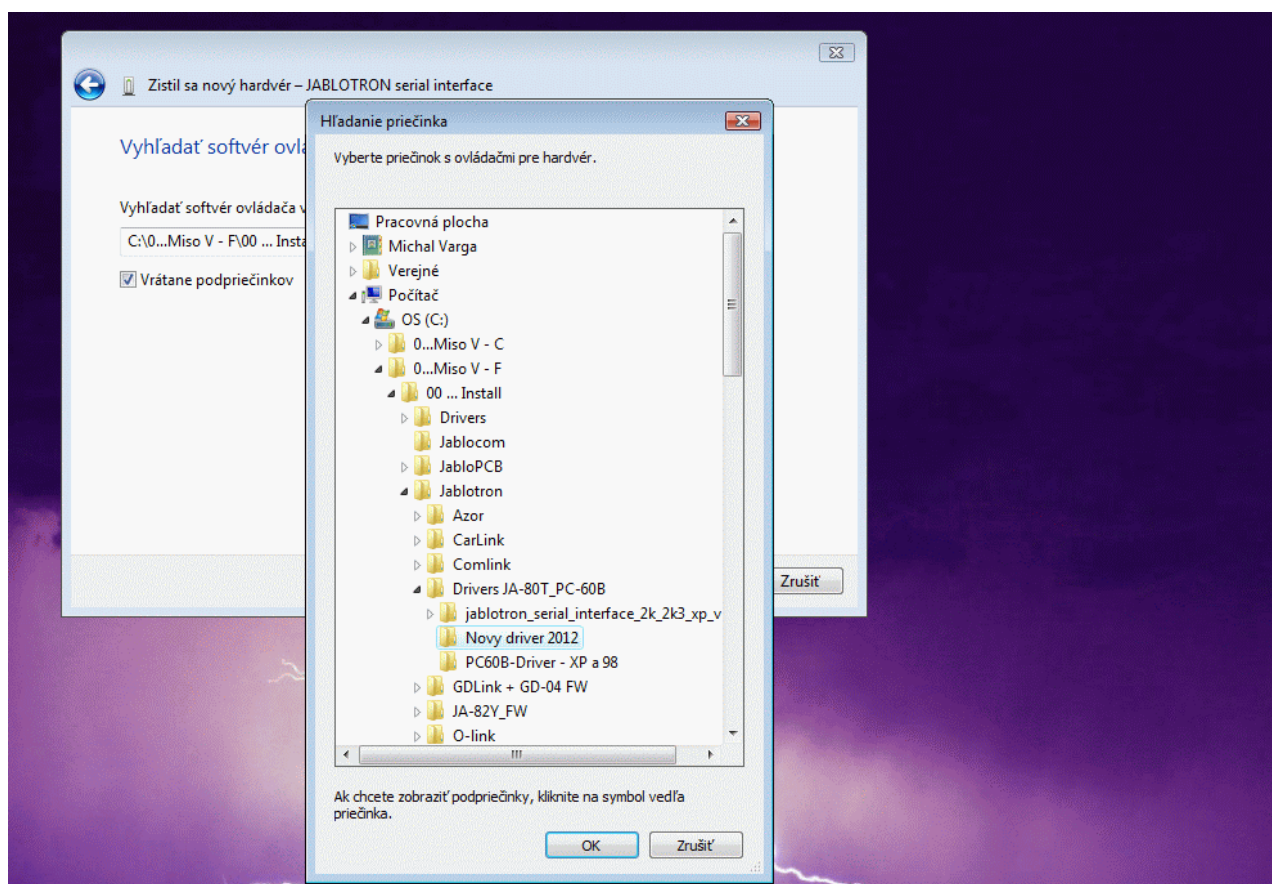 Zistil sa nový hardvér – JABLOTRON serial interface
Vyhľadať softvér
Vyhľadať softvér ovládača v
C:\0...Miso V - F\00 ...
Vrátane podpriečinkov
Zrušiť
Hľadanie priečinka
Vyberte priečinok s ovládačmi pre hardvér.
Pracovná plocha
Michal Varga
Verejné
Počítač
OS (C:)
0...Miso V - C
0...Miso V - F
00 ... Install
Drivers
Jablocom
JabloPCB
Jablotron
Azor
CarLink
Comlink
Drivers JA-80T_PC-60B
jablotron_serial_interface_2k_2k3_xp_v
Novy driver 2012
PC60B-Driver - XP a 98
GDLink + GD-04 FW
JA-82Y_FW
O-link
Ak chcete zobraziť podpriečinky, kliknite na symbol vedľa
priečinka.
OK
Zrušiť